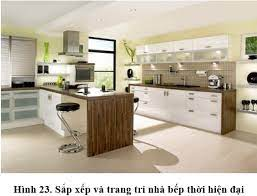 Hình 23. Sắp xếp và trang trí nhà bếp thời hiện đại